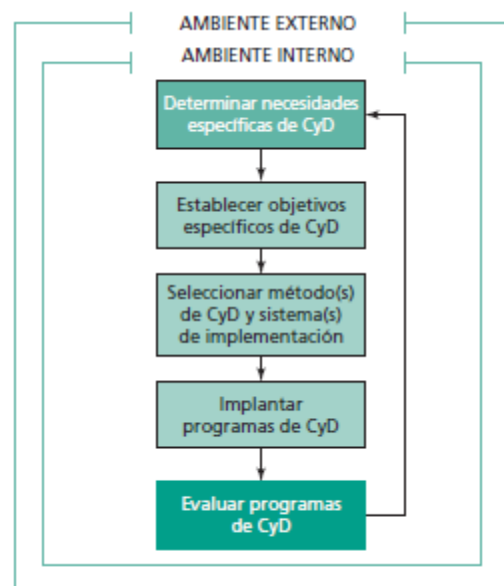 AMBIENTE EXTERNO
AMBIENTE INTERNO
Determinar necesidades
específicas de CyD
Establecer objetivos
específicos de CyD
Seleccionar método(s)
de CyD y sistema(s)
de implementación
Implantar
programas de CyD
Evaluar programas
de CyD